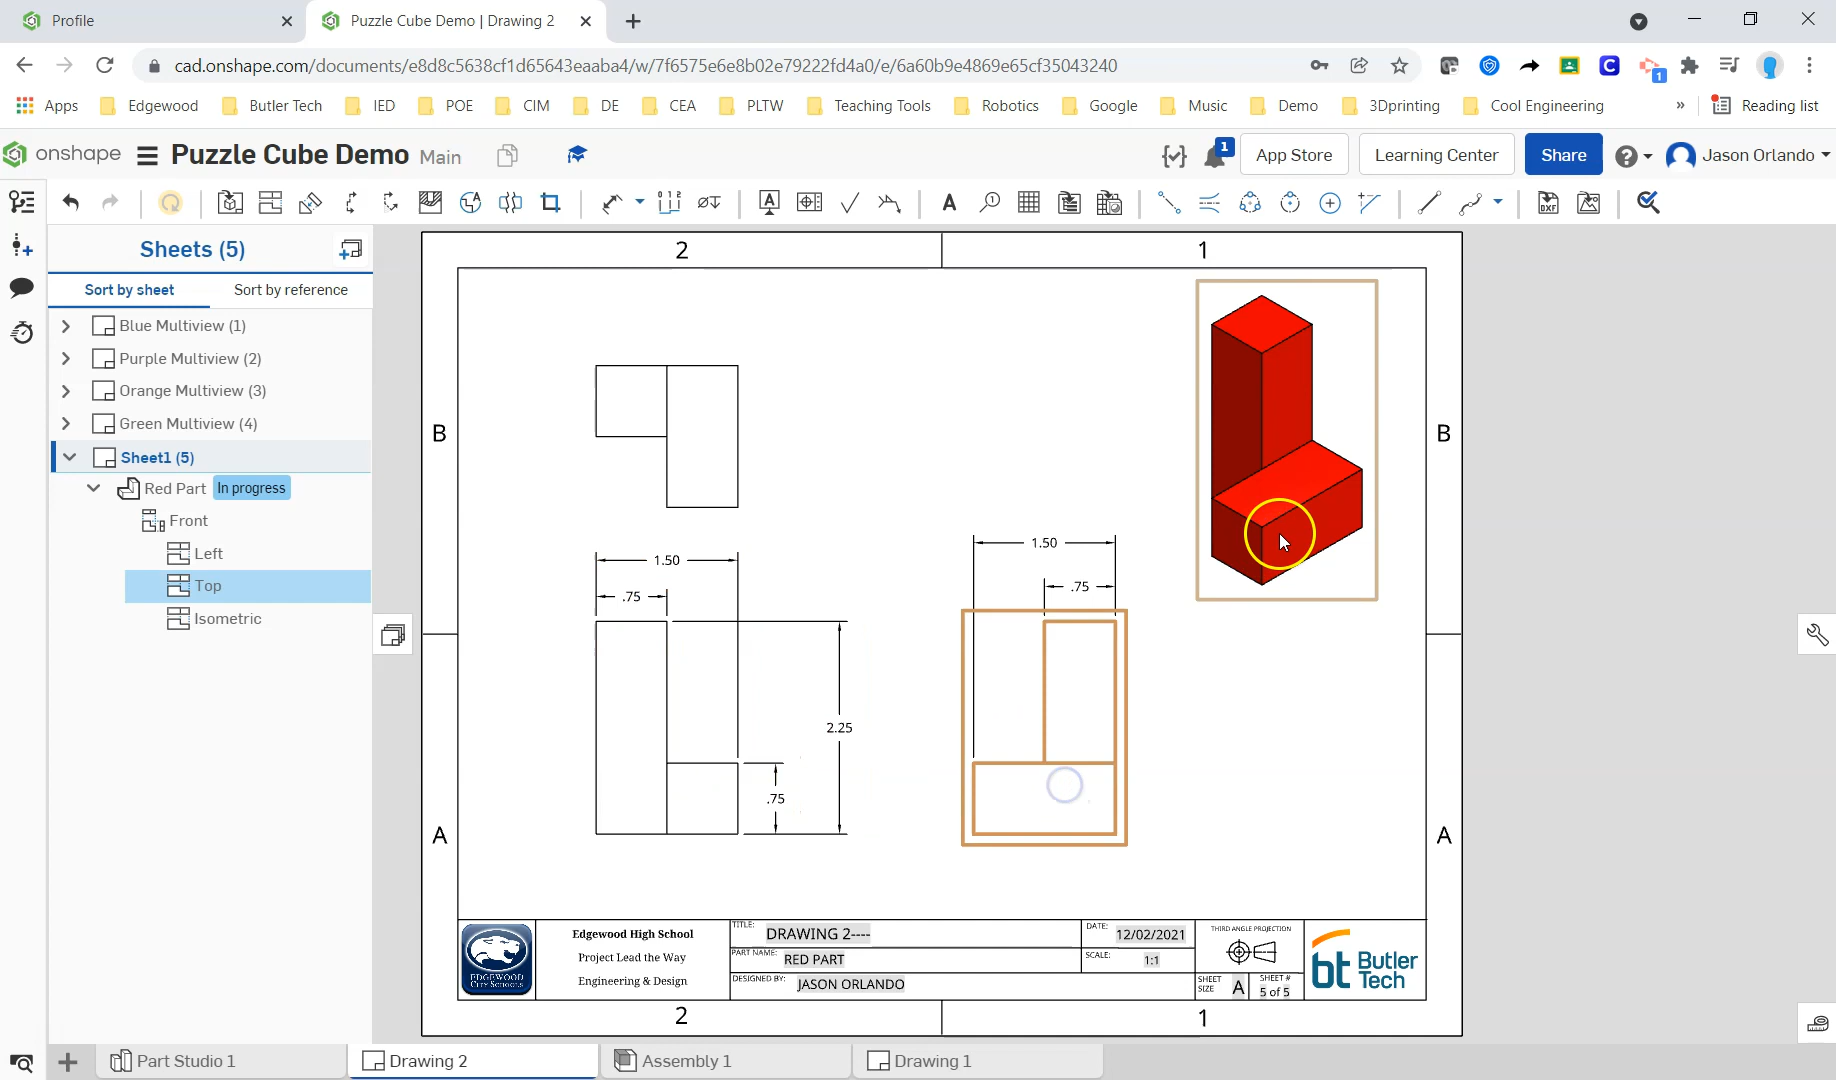 Profile
Puzzle Cube Demo | Drawing 2
cad.onshape.com/documents/e8d8c5638cf1d65643eaaba4/w/7f6575e6e8b02e79222fd4a0/e/6a60b9e4869e65cf35043240
1
Apps Edgewood Butler Tech IED POE CIM DE CEA PLTW Teaching Tools Robotics Google Music Demo 3Dprinting Cool Engineering » Reading list
onshape Puzzle Cube Demo Main 1 App Store Learning Center Share Jason Orlando
Sheets (5)
Sort by sheet Sort by reference
Blue Multiview (1)
Purple Multiview (2)
Orange Multiview (3)
Green Multiview (4)
Sheet1 (5)
Red Part In progress
Front
Left
Top
Isometric
2 1
B B
1.50 1.50
.75 .75
2.25
.75
A A
Edgewood High School
Project Lead the Way
Engineering & Design
EDGEWOOD
CITY SCHOOLS
TITLE: DRAWING 2----
PART NAME: RED PART
DESIGNED BY: JASON ORLANDO
DATE: 12/02/2021
SCALE: 1:1
THIRD ANGLE PROJECTION
SHEET SIZE A SHEET # 5 of 5
bt Butler Tech
2 1
Part Studio 1 Drawing 2 Assembly 1 Drawing 1